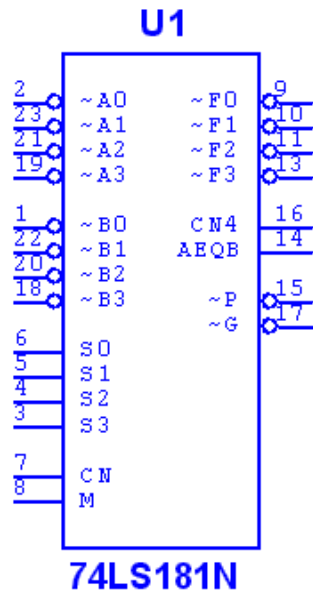 U1
2 ~A0 ~F0 9
23 ~A1 ~F1 10
21 ~A2 ~F2 11
19 ~A3 ~F3 13
1 ~B0 CN4 16
22 ~B1 AEQB 14
20 ~B2
18 ~B3 ~P 15
~G 17
6 S0
5 S1
4 S2
3 S3
7 CN
8 M
74LS181N